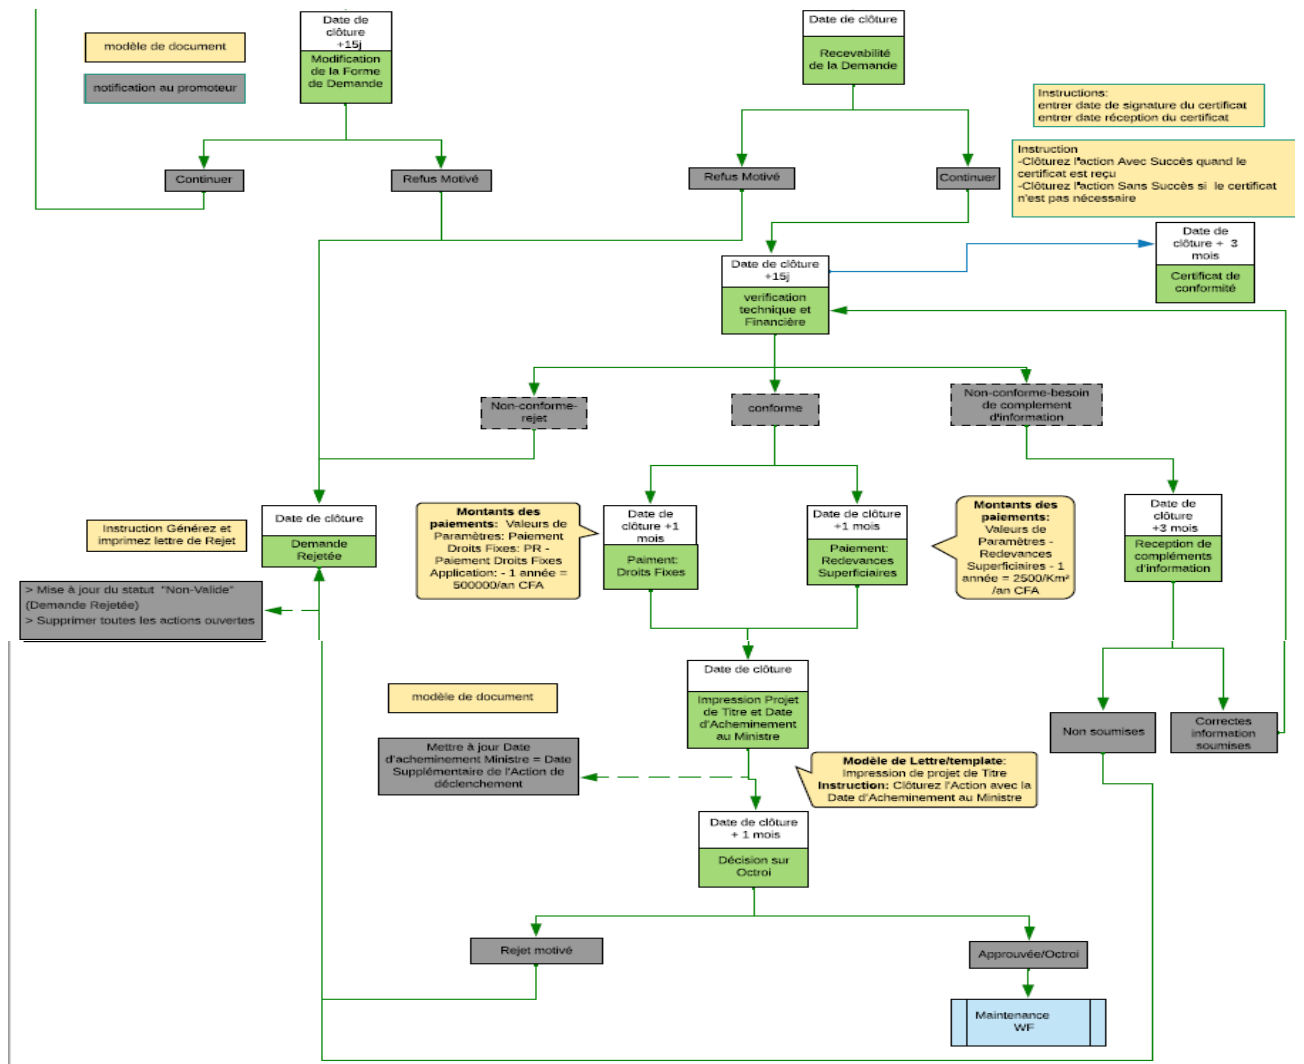 Date de
clôture
+15j
Modification
de la Forme
de Demande
modèle de document
notification au promoteur
Date de clôture
Recevabilité
de la Demande
Instructions:
entrer date de signature du certificat
entrer date réception du certificat
Instruction
-Clôturez l'action Avec Succès quand le
certificat est reçu
-Clôturez l'action Sans Succès si le certificat
n'est pas nécessaire
Continuer
Refus Motivé
Refus Motivé
Continuer
Date de clôture
+15j
verification
technique et
Financière
Date de
clôture + 3
mois
Certificat de
conformité
Non-conforme-
rejet
conforme
Non-conforme-besoin
de complement
d'information
Instruction Générez et
imprimez lettre de Rejet
Date de clôture
Demande
Rejetée
Montants des
paiements: Valeurs de
Paramètres: Paiement
Droits Fixes: PR -
Paiement Droits Fixes
Application: - 1 année =
500000/an CFA
Date de
clôture +1
mois
Paiment:
Droits Fixes
Date de clôture
+1 mois
Paiement:
Redevances
Superficiaires
Montants des
paiements:
Valeurs de
Paramètres -
Redevances
Superficiaires - 1
année = 2500/Km²
/an CFA
Date de
clôture
+3 mois
Reception de
compléments
d'information
> Mise à jour du statut "Non-Valide"
(Demande Rejetée)
> Supprimer toutes les actions ouvertes
modèle de document
Date de clôture
Impression Projet
de Titre et Date
d'Acheminement
au Ministre
Non soumises
Correctes
information
soumises
Mettre à jour Date
d'acheminement Ministre = Date
Supplémentaire de l'Action de
déclenchement
Modèle de Lettre/template:
Impression de projet de Titre
Instruction: Clôturez l'Action avec la
Date d'Acheminement au Ministre
Date de clôture
+ 1 mois
Décision sur
Octroi
Rejet motivé
Approuvée/Octroi
Maintenance
WF